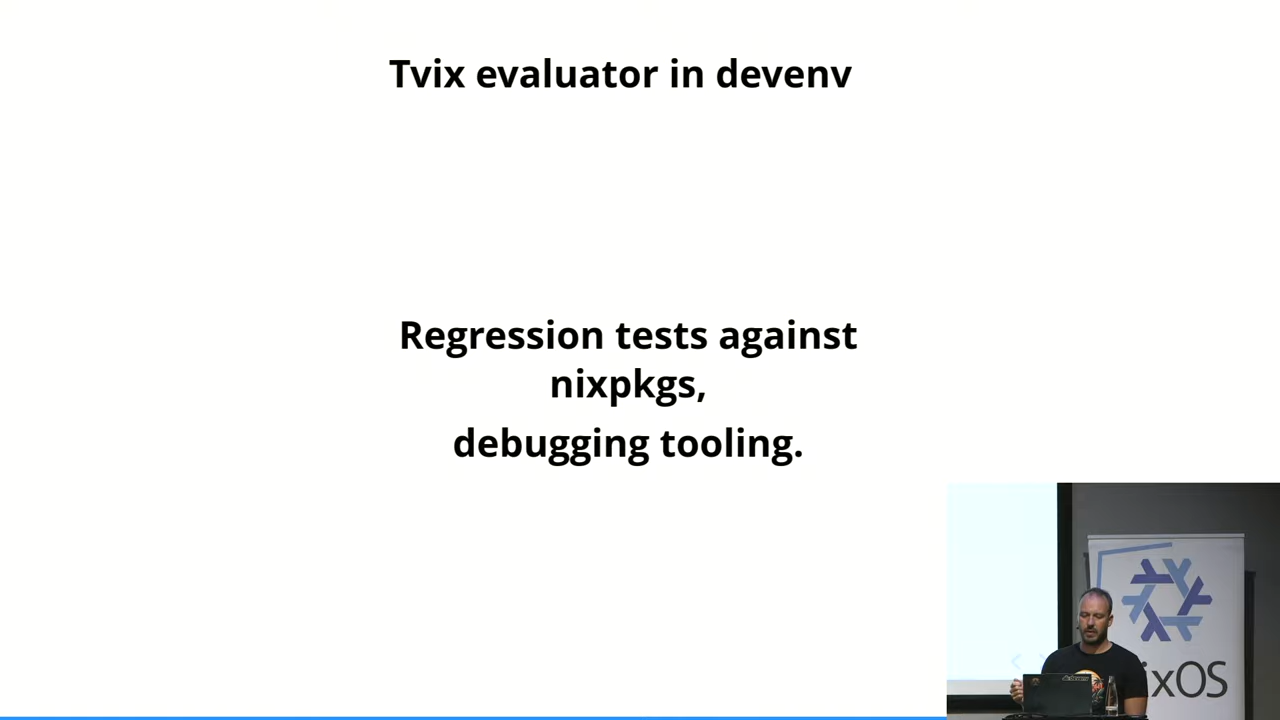 Tvix evaluator in devenv
Regression tests against
nixpkgs,
debugging tooling.
ixOS